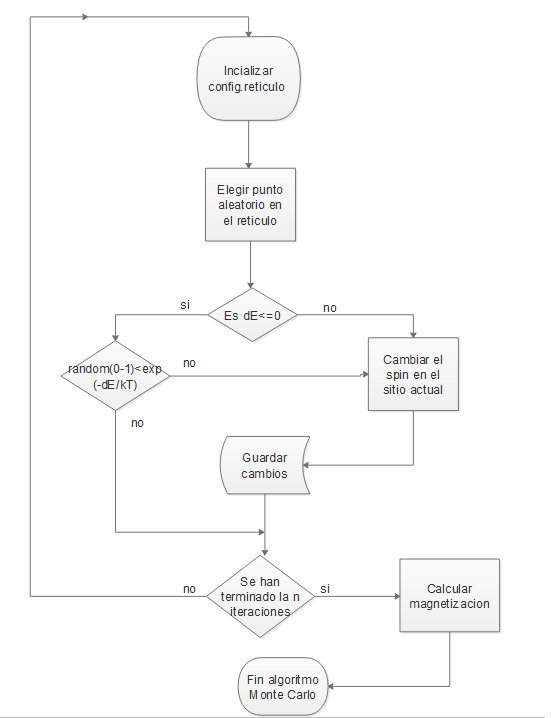 Incializar
config.reticulo
Elegir punto
aleatorio en
el reticulo
Es dE<=0
si
no
random(0-1)<exp
(-dE/kT)
no
no
Cambiar el
spin en el
sitio actual
Guardar
cambios
Se han
terminado la n
iteraciones
no
si
Calcular
magnetizacion
Fin algoritmo
Monte Carlo